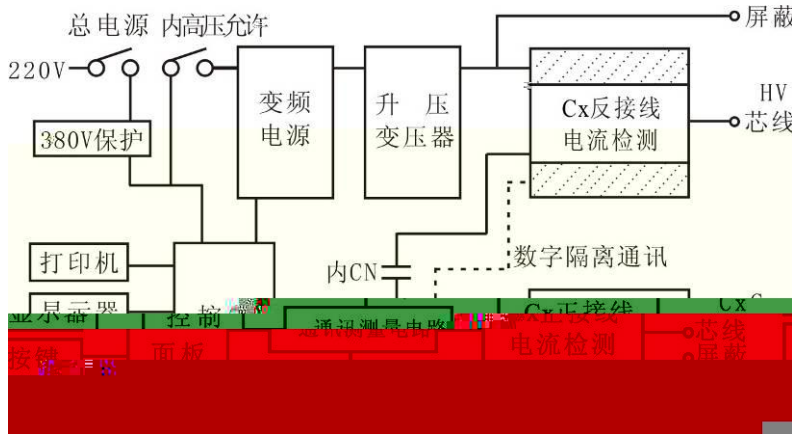 总电源 内高压允许
屏蔽
220V
变频
电源
升 压
变压器
Cx反接线
电流检测
HV
芯线
380V保护
打印机
内CN
数字隔离通讯
显示器
控制
面板
通讯测量电路
Cx正接线
电流检测
Cx
芯线
屏蔽
按键